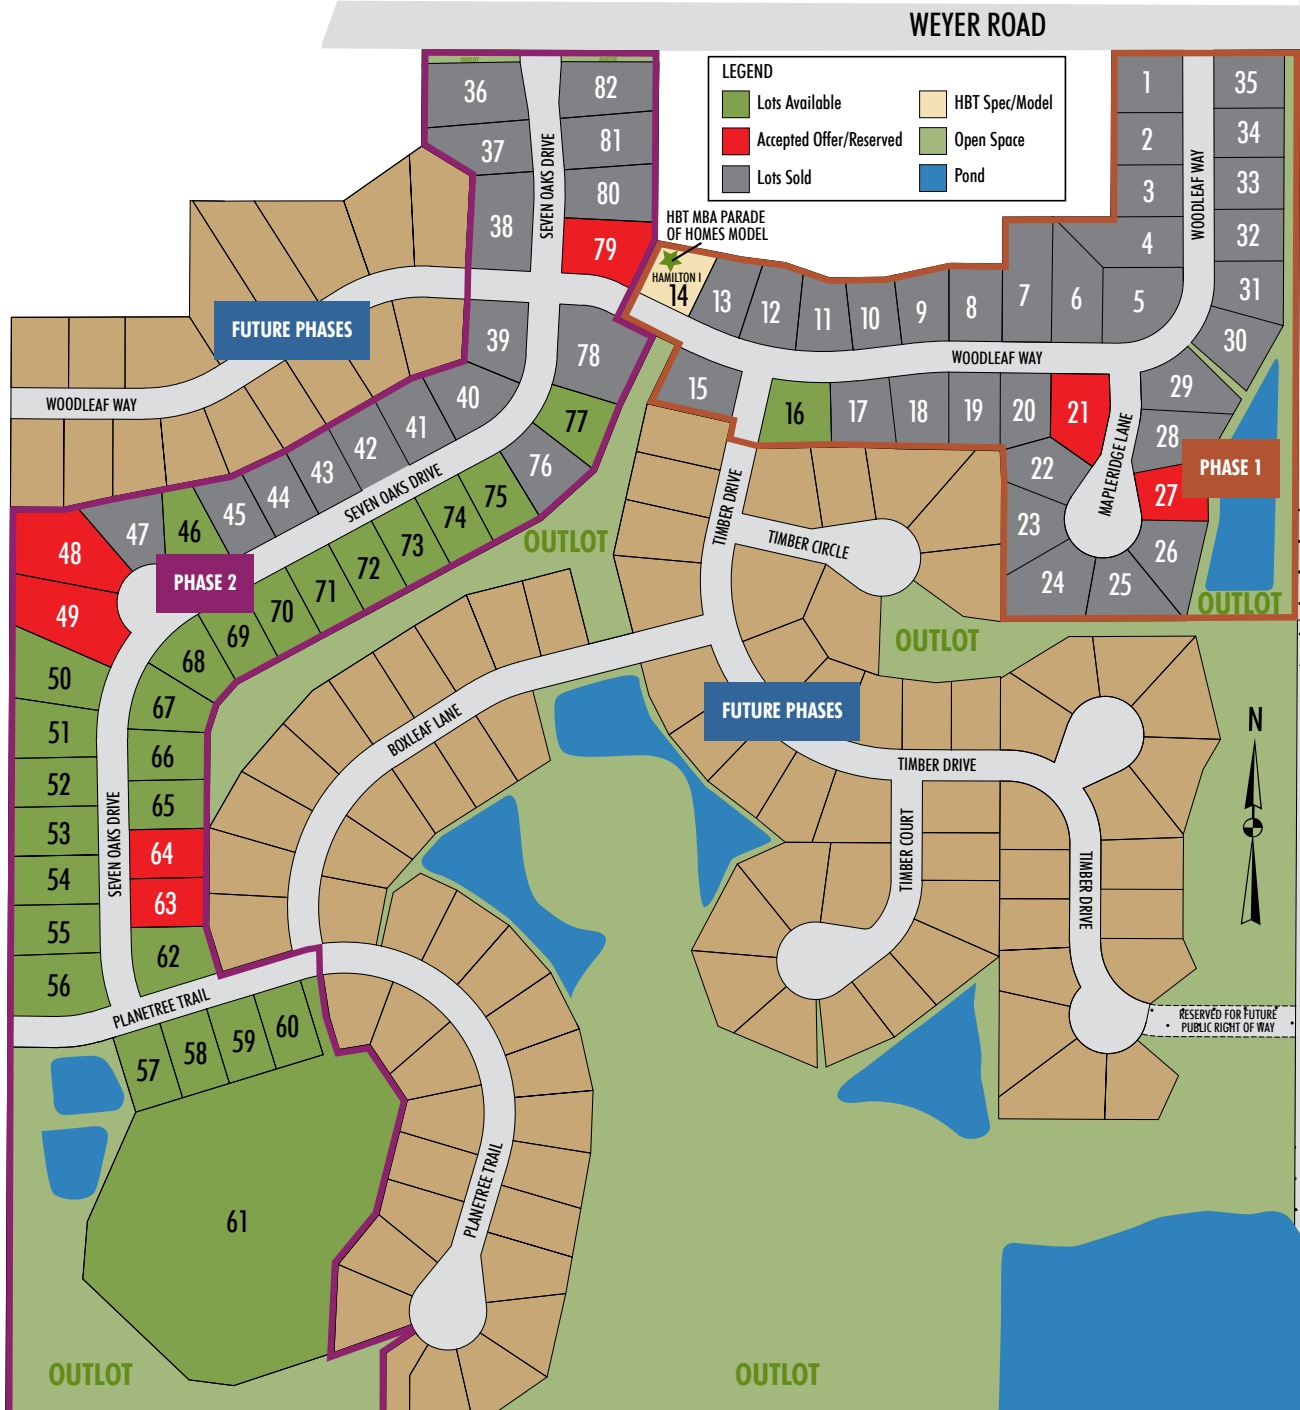 WEYER ROAD
OUTLOT
OUTLOT
LEGEND
Lots Available
HBT Spec/Model
Accepted Offer/Reserved
Open Space
Lots Sold
Pond
HBT MBA PARADE
OF HOMES MODEL
HAMILTON I
14
36
82
37
81
80
38
79
SEVEN OAKS DRIVE
1
35
2
34
3
33
4
32
31
5
30
WOODLEAF WAY
13
12
11
10
9
8
7
6
WOODLEAF WAY
FUTURE PHASES
WOODLEAF WAY
39
78
40
77
41
76
42
43
44
45
46
47
SEVEN OAKS DRIVE
75
74
73
72
71
70
69
68
15
16
17
18
19
20
21
29
28
22
27
23
26
24
25
MAPLERIDGE LANE
PHASE 1
OUTLOT
OUTLOT
TIMBER DRIVE
TIMBER CIRCLE
OUTLOT
48
49
PHASE 2
50
67
51
66
52
65
53
64
54
63
55
62
56
SEVEN OAKS DRIVE
BOXLEAF LANE
FUTURE PHASES
TIMBER DRIVE
TIMBER COURT
TIMBER DRIVE
N
PLANETREE TRAIL
57
58
59
60
RESERVED FOR FUTURE
PUBLIC RIGHT OF WAY
PLANETREE TRAIL
61
OUTLOT
OUTLOT